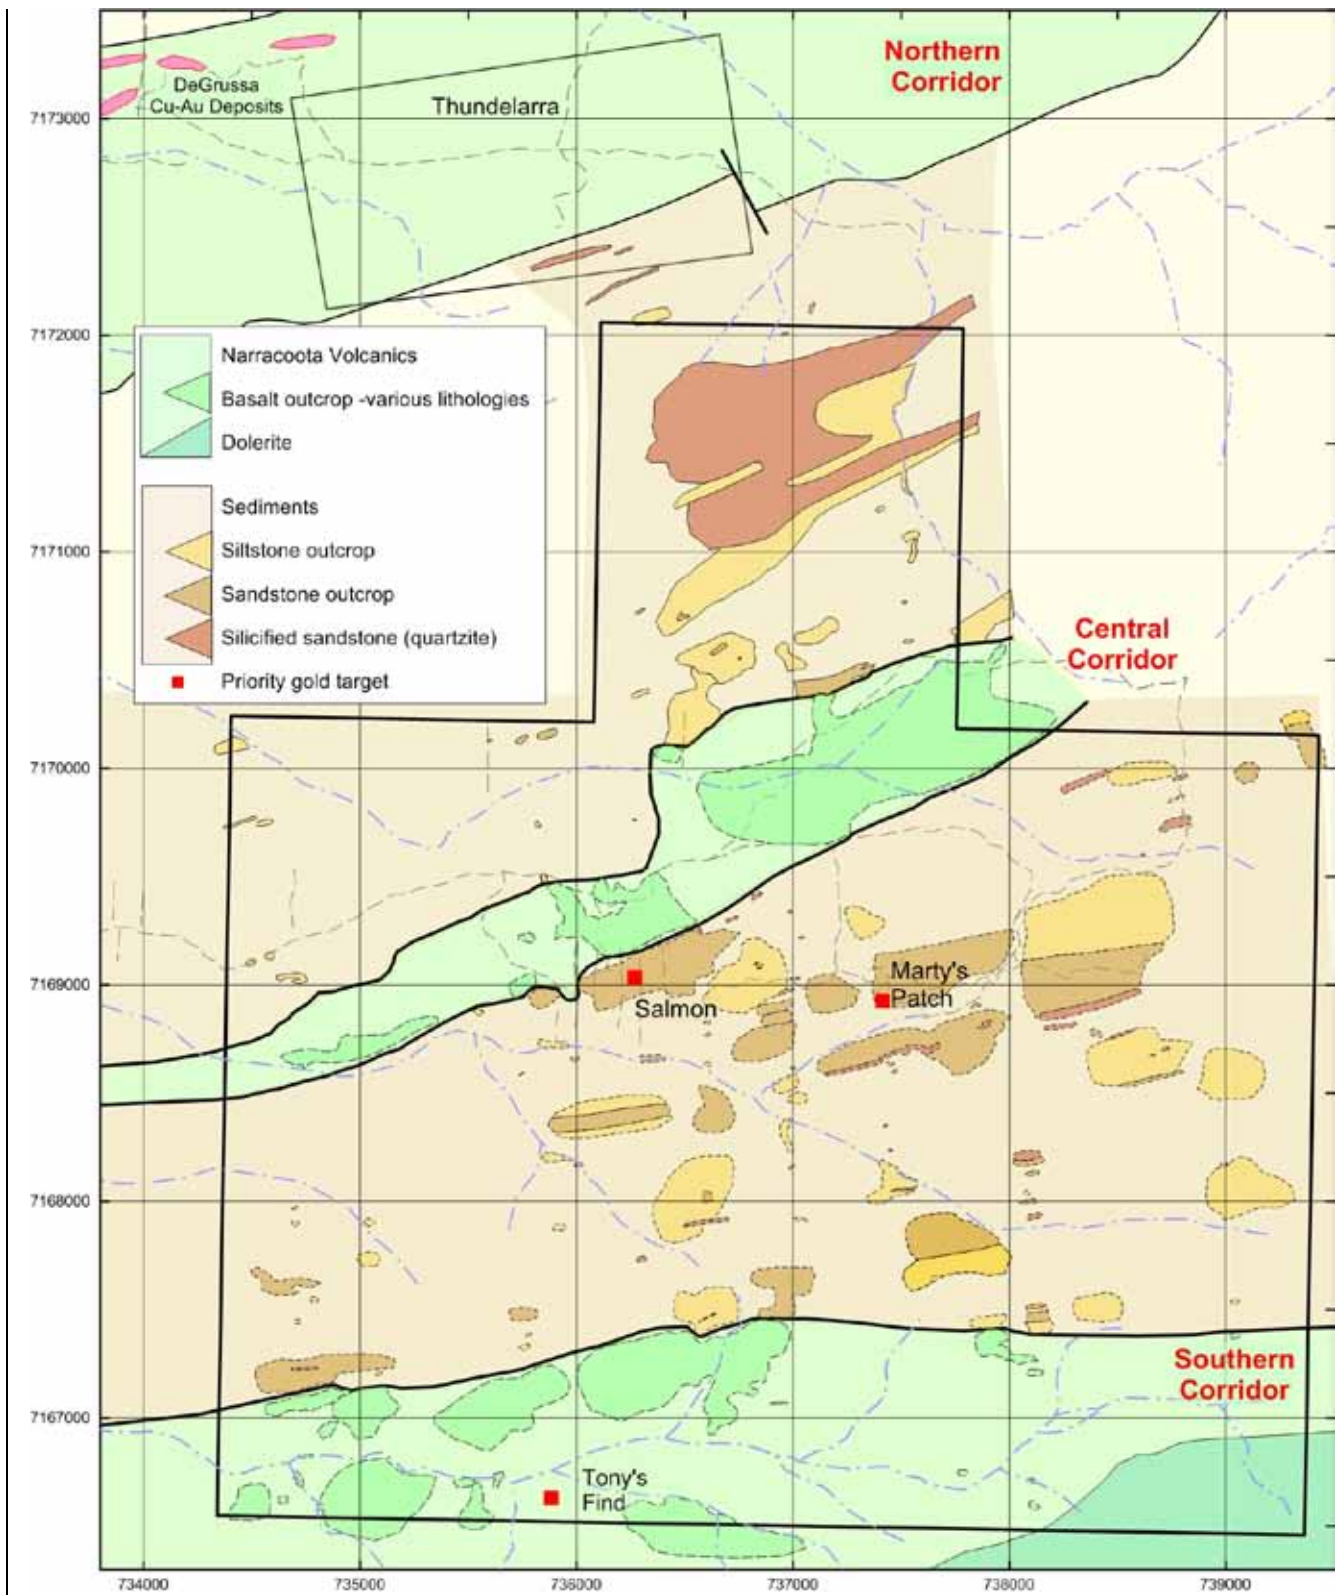 Northern
Corridor
DeGrussa
Cu-Au Deposits
Thundelarra
7173000
7172000
Narracoota Volcanics
Basalt outcrop -various lithologies
Dolerite
Sediments
Siltstone outcrop
Sandstone outcrop
Silicified sandstone (quartzite)
Priority gold target
7171000
Central
Corridor
7170000
Marty's
Patch
7169000
Salmon
7168000
Southern
Corridor
7167000
Tony's
Find
734000
735000
736000
737000
738000
739000